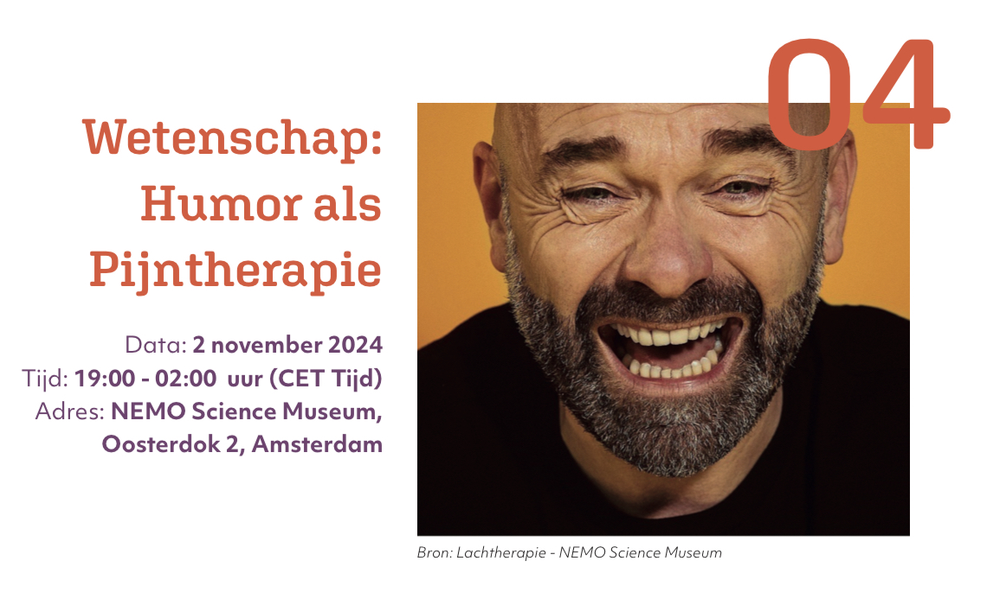 04
Wetenschap:
Humor als
Pijntherapie
Data: 2 november 2024
Tijd: 19:00 - 02:00  uur (CET Tijd)
Adres: NEMO Science Museum,
Oosterdok 2, Amsterdam
Bron: Lachtherapie - NEMO Science Museum